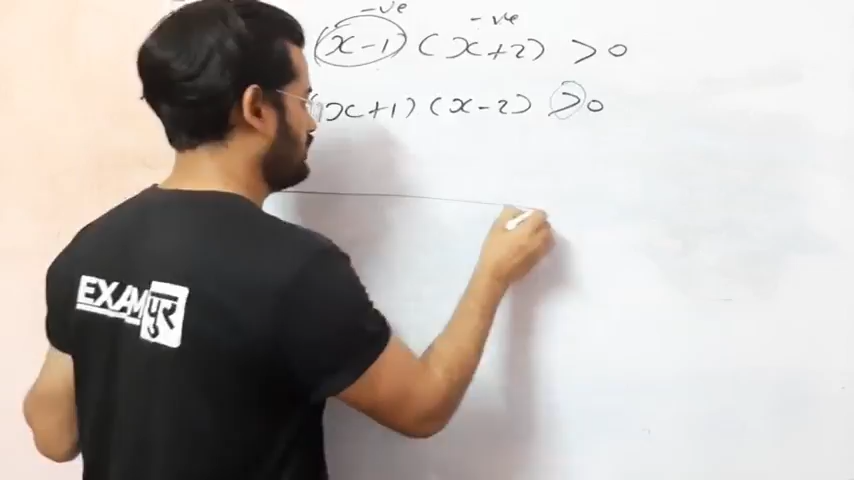 -ve -ve
(x-1) (x+2) > 0
(x+1) (x-2) > 0
EXAMपुर